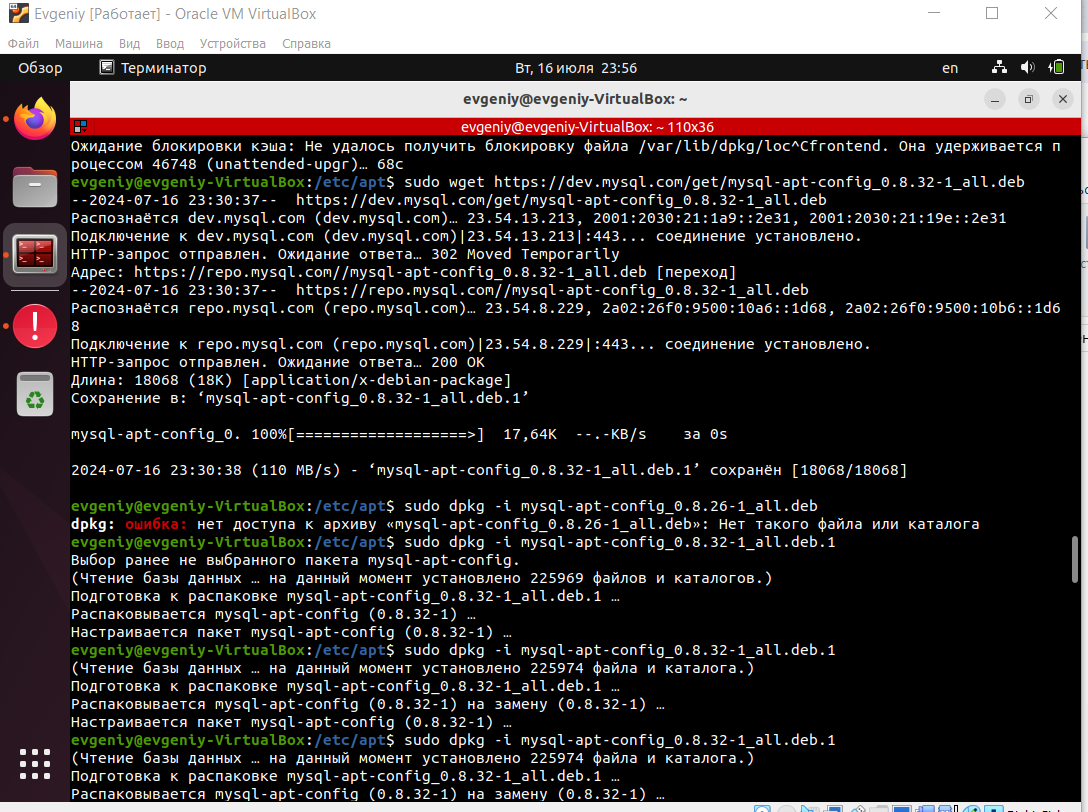 Evgeniy [Работает] - Oracle VM VirtualBox
Файл Машина Вид Ввод Устройства Справка
Обзор Терминатор Вт, 16 июля 23:56 en
evgeniy@evgeniy-VirtualBox: ~
evgeniy@evgeniy-VirtualBox: ~ 110x36
Ожидание блокировки кэша: Не удалось получить блокировку файла /var/lib/dpkg/loc^Cfrontend. Она удерживается п
роцессом 46748 (unattended-upgr)… 68с
evgeniy@evgeniy-VirtualBox:/etc/apt$ sudo wget https://dev.mysql.com/get/mysql-apt-config_0.8.32-1_all.deb
--2024-07-16 23:30:37--  https://dev.mysql.com/get/mysql-apt-config_0.8.32-1_all.deb
Распознаётся dev.mysql.com (dev.mysql.com)… 23.54.13.213, 2001:2030:21:1a9::2e31, 2001:2030:21:19e::2e31
Подключение к dev.mysql.com (dev.mysql.com)|23.54.13.213|:443... соединение установлено.
HTTP-запрос отправлен. Ожидание ответа… 302 Moved Temporarily
Адрес: https://repo.mysql.com//mysql-apt-config_0.8.32-1_all.deb [переход]
--2024-07-16 23:30:37--  https://repo.mysql.com//mysql-apt-config_0.8.32-1_all.deb
Распознаётся repo.mysql.com (repo.mysql.com)… 23.54.8.229, 2a02:26f0:9500:10a6::1d68, 2a02:26f0:9500:10b6::1d6
8
Подключение к repo.mysql.com (repo.mysql.com)|23.54.8.229|:443... соединение установлено.
HTTP-запрос отправлен. Ожидание ответа… 200 OK
Длина: 18068 (18K) [application/x-debian-package]
Сохранение в: ‘mysql-apt-config_0.8.32-1_all.deb.1’
mysql-apt-config_0. 100%[===================>]  17,64K  --.-KB/s    за 0s
2024-07-16 23:30:38 (110 MB/s) - ‘mysql-apt-config_0.8.32-1_all.deb.1’ сохранён [18068/18068]
evgeniy@evgeniy-VirtualBox:/etc/apt$ sudo dpkg -i mysql-apt-config_0.8.26-1_all.deb
dpkg: ошибка: нет доступа к архиву «mysql-apt-config_0.8.26-1_all.deb»: Нет такого файла или каталога
evgeniy@evgeniy-VirtualBox:/etc/apt$ sudo dpkg -i mysql-apt-config_0.8.32-1_all.deb.1
Выбор ранее не выбранного пакета mysql-apt-config.
(Чтение базы данных … на данный момент установлено 225969 файлов и каталогов.)
Подготовка к распаковке mysql-apt-config_0.8.32-1_all.deb.1 …
Распаковывается mysql-apt-config (0.8.32-1) …
Настраивается пакет mysql-apt-config (0.8.32-1) …
evgeniy@evgeniy-VirtualBox:/etc/apt$ sudo dpkg -i mysql-apt-config_0.8.32-1_all.deb.1
(Чтение базы данных … на данный момент установлено 225974 файла и каталога.)
Подготовка к распаковке mysql-apt-config_0.8.32-1_all.deb.1 …
Распаковывается mysql-apt-config (0.8.32-1) на замену (0.8.32-1) …
Настраивается пакет mysql-apt-config (0.8.32-1) …
evgeniy@evgeniy-VirtualBox:/etc/apt$ sudo dpkg -i mysql-apt-config_0.8.32-1_all.deb.1
(Чтение базы данных … на данный момент установлено 225974 файла и каталога.)
Подготовка к распаковке mysql-apt-config_0.8.32-1_all.deb.1 …
Распаковывается mysql-apt-config (0.8.32-1) на замену (0.8.32-1) …